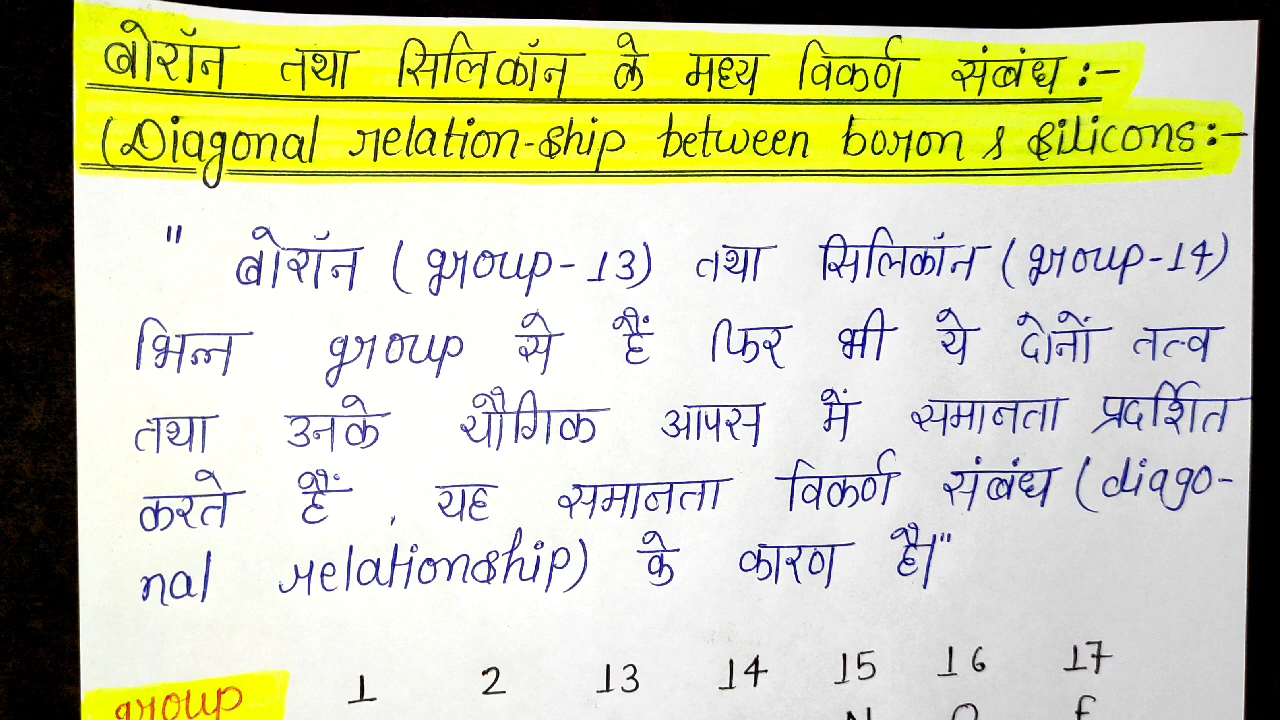 बोरॉन तथा सिलिकॉन के मध्य विकर्ण संबंध :-
(Diagonal relation-ship between boron & silicons:-
" बोरॉन (group-13) तथा सिलिकॉन (group-14)
भिन्न group से हैं फिर भी ये दोनों तत्व
तथा उनके यौगिक आपस में समानता प्रदर्शित
करते हैं, यह समानता विकर्ण संबंध (diago-
nal relationship) के कारण है।"
group 1 2 13 14 15 16 17